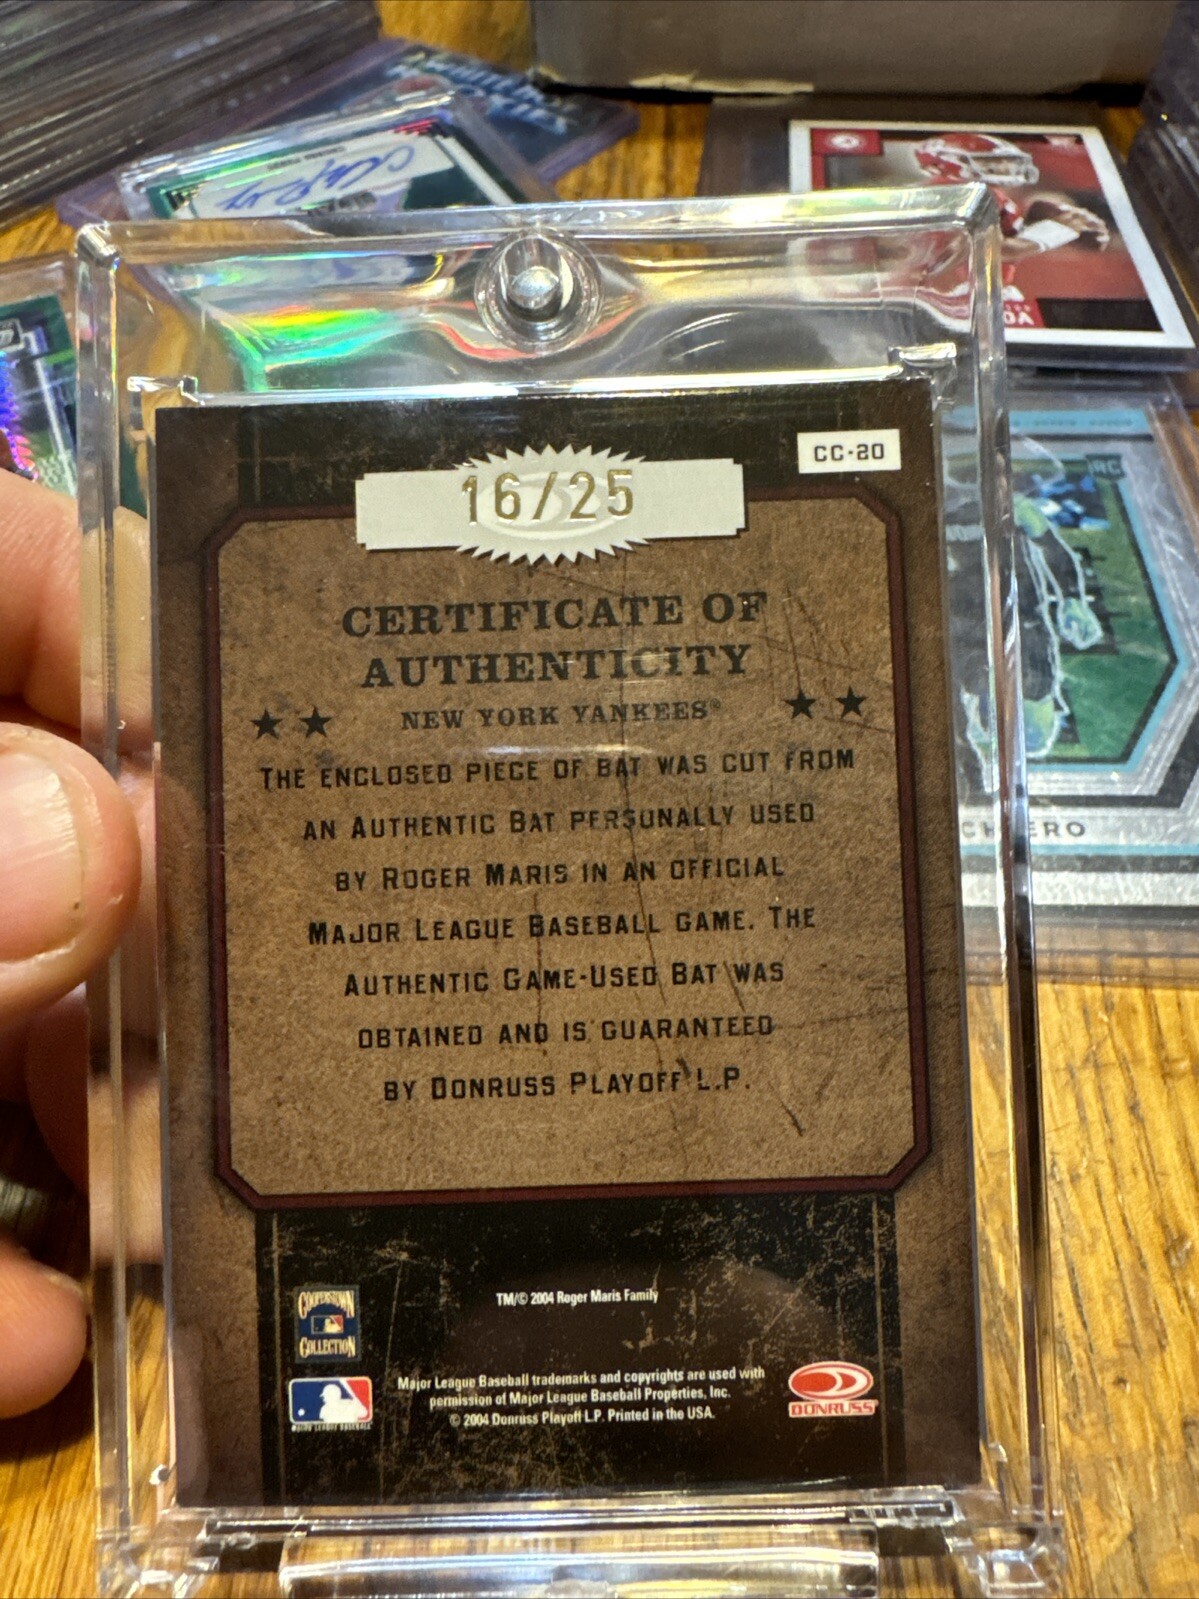 CC-20
16/25
CERTIFICATE OF
AUTHENTICITY
NEW YORK YANKEES®
THE ENCLOSED PIECE OF BAT WAS CUT FROM
AN AUTHENTIC BAT PERSONALLY USED
BY ROGER MARIS IN AN OFFICIAL
MAJOR LEAGUE BASEBALL GAME. THE
AUTHENTIC GAME-USED BAT WAS
OBTAINED AND IS GUARANTEED
BY DONRUSS PLAYOFF L.P.
TM/© 2004 Roger Maris Family
COOPERSTOWN
COLLECTION
Major League Baseball trademarks and copyrights are used with
permission of Major League Baseball Properties, Inc.
© 2004 Donruss Playoff L.P. Printed in the USA.
MAJOR LEAGUE BASEBALL
DONRUSS
RC